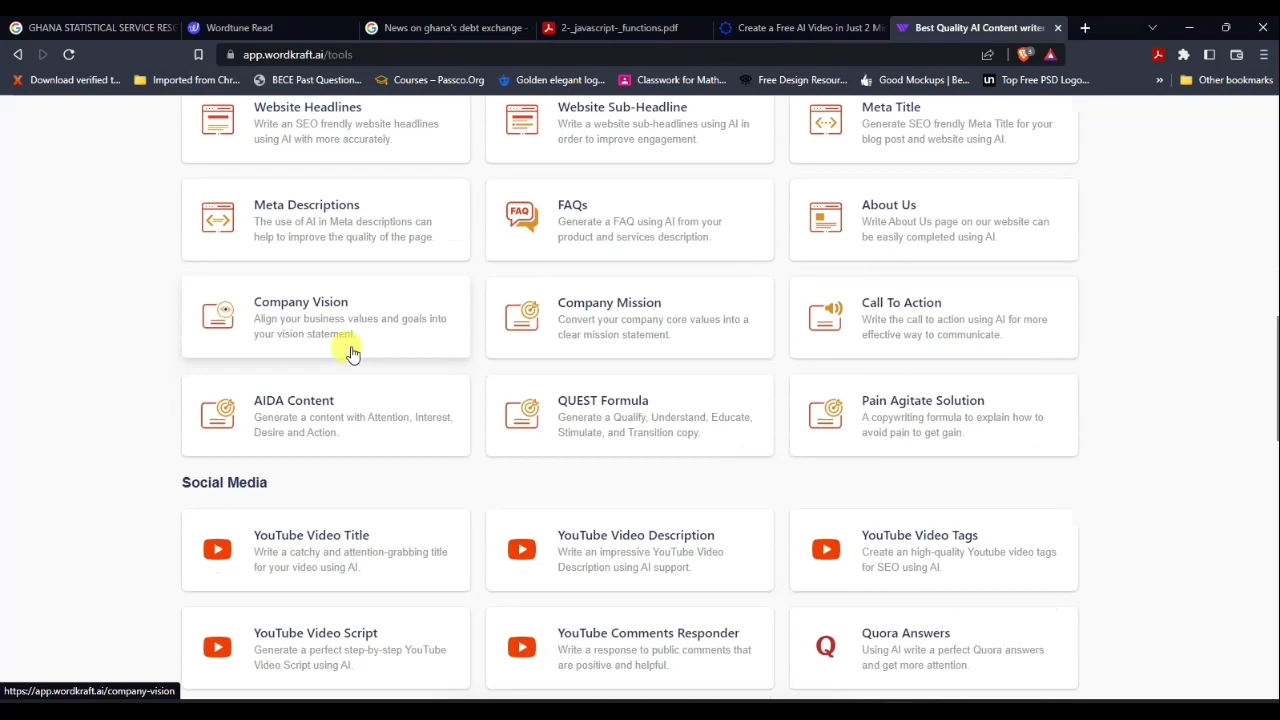 GHANA STATISTICAL SERVICE RESC
Wordtune Read
News on ghana's debt exchange -
2-_javascript-_functions.pdf
Create a Free AI Video in Just 2 Mi
Best Quality AI Content writer
app.wordkraft.ai/tools
3
Download verified t...
Imported from Chr...
BECE Past Question...
Courses – Passco.Org
Golden elegant log...
Classwork for Math...
Free Design Resour...
Good Mockups | Be...
un
Top Free PSD Logo...
»
Other bookmarks
Website Headlines
Write an SEO frendly website headlines
using AI with more accurately.
Website Sub-Headline
Write a website sub-headlines using AI in
order to improve engagement.
Meta Title
Generate SEO frendly Meta Title for your
blog post and website using AI.
Meta Descriptions
The use of AI in Meta descriptions can
help to improve the quality of the page.
FAQ
FAQs
Generate a FAQ using AI from your
product and services description.
About Us
Write About Us page on our website can
be easily completed using AI.
Company Vision
Align your business values and goals into
your vision statement.
Company Mission
Convert your company core values into a
clear mission statement.
Call To Action
Write the call to action using AI for more
effective way to communicate.
AIDA Content
Generate a content with Attention, Interest,
Desire and Action.
QUEST Formula
Generate a Qualify, Understand, Educate,
Stimulate, and Transition copy.
Pain Agitate Solution
A copywriting formula to explain how to
avoid pain to get gain.
Social Media
YouTube Video Title
Write a catchy and attention-grabbing title
for your video using AI.
YouTube Video Description
Write an impressive YouTube Video
Description using AI support.
YouTube Video Tags
Create an high-quality Youtube video tags
for SEO using AI.
YouTube Video Script
Generate a perfect step-by-step YouTube
Video Script using AI.
YouTube Comments Responder
Write a response to public comments that
are positive and helpful.
Q
Quora Answers
Using AI write a perfect Quora answers
and get more attention.
https://app.wordkraft.ai/company-vision